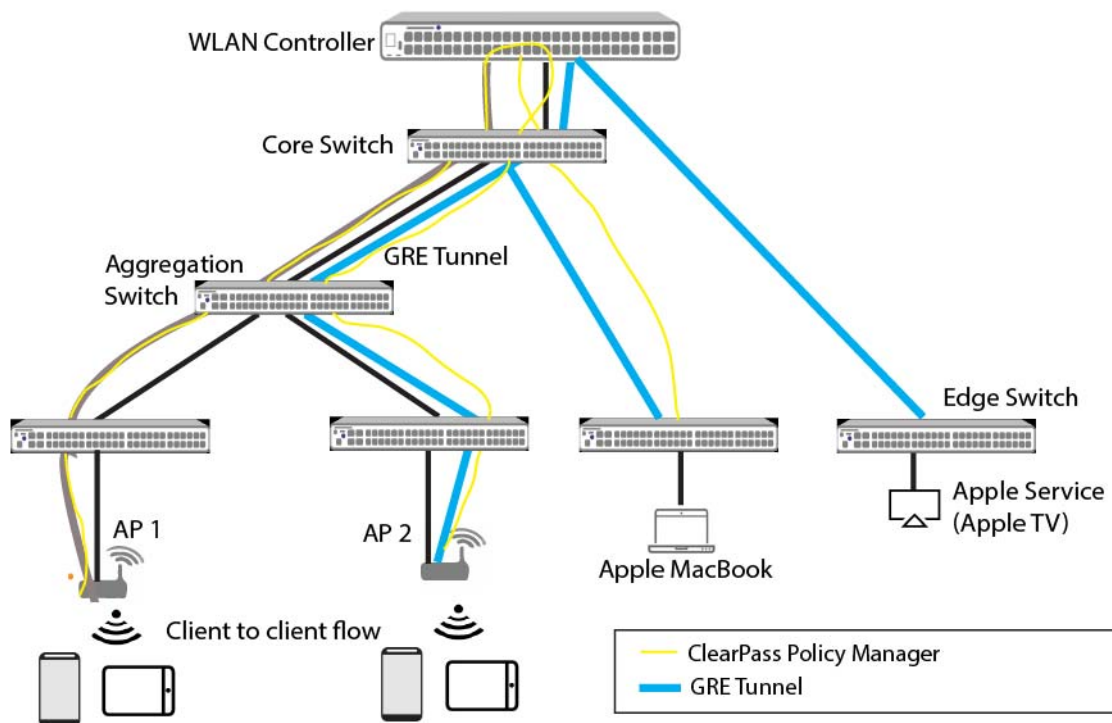 WLAN Controller
Core Switch
Aggregation
Switch
GRE Tunnel
Edge Switch
AP 1
AP 2
Apple MacBook
Apple Service
(Apple TV)
Client to client flow
ClearPass Policy Manager
GRE Tunnel